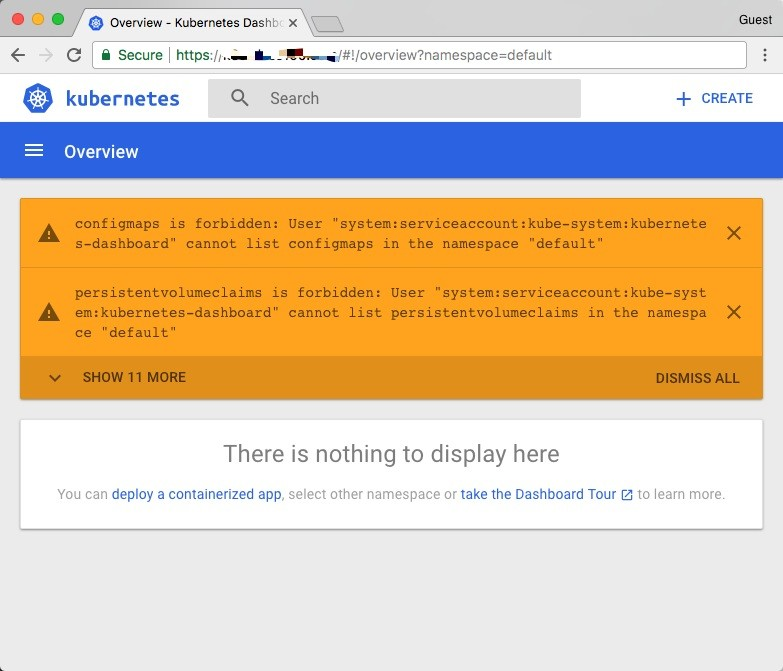 Overview - Kubernetes Dashbo
Guest
Secure
https:/
/#!/overview?namespace=default
kubernetes
Search
CREATE
Overview
configmaps is forbidden: User "system:serviceaccount:kube-system:kubernete
s-dashboard" cannot list configmaps in the namespace "default"
persistentvolumeclaims is forbidden: User "system:serviceaccount:kube-syst
em:kubernetes-dashboard" cannot list persistentvolumeclaims in the namespa
ce "default"
SHOW 11 MORE
DISMISS ALL
There is nothing to display here
You can deploy a containerized app, select other namespace or take the Dashboard Tour to learn more.